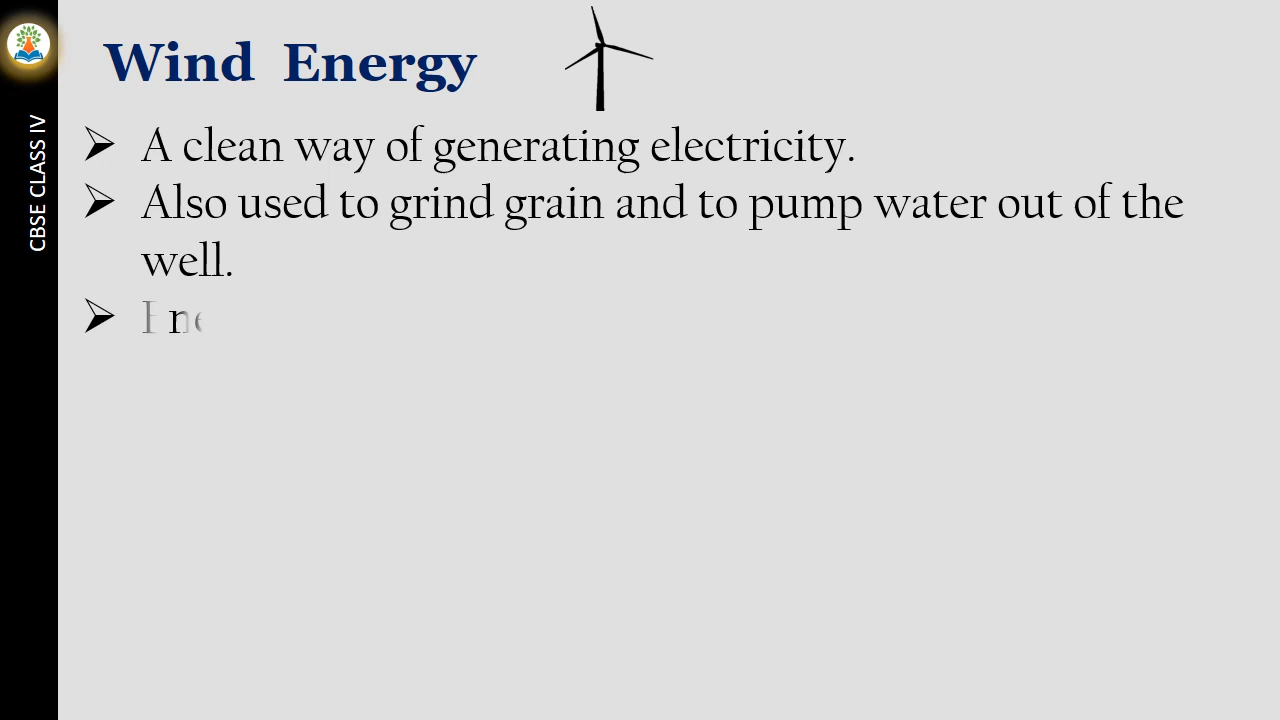 Wind Energy
CBSE CLASS IV
➢ A clean way of generating electricity.
➢ Also used to grind grain and to pump water out of the
well.
➢